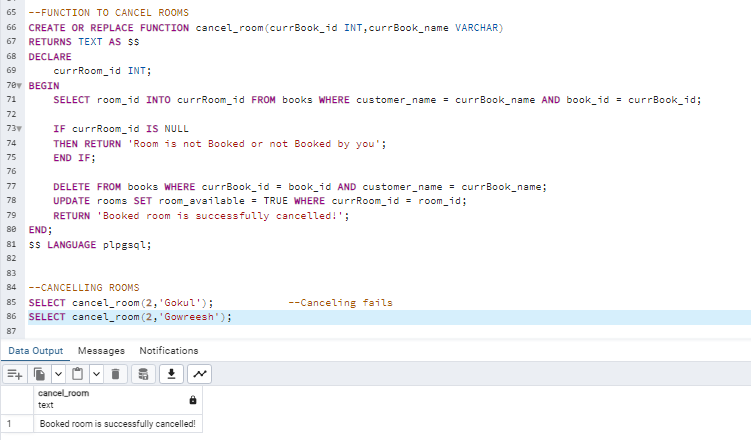 65 --FUNCTION TO CANCEL ROOMS
66 CREATE OR REPLACE FUNCTION cancel_room(currBook_id INT,currBook_name VARCHAR)
67 RETURNS TEXT AS $$
68 DECLARE
69 currRoom_id INT;
70 BEGIN
71 SELECT room_id INTO currRoom_id FROM books WHERE customer_name = currBook_name AND book_id = currBook_id;
72
73 IF currRoom_id IS NULL
74 THEN RETURN 'Room is not Booked or not Booked by you';
75 END IF;
76
77 DELETE FROM books WHERE currBook_id = book_id AND customer_name = currBook_name;
78 UPDATE rooms SET room_available = TRUE WHERE currRoom_id = room_id;
79 RETURN 'Booked room is successfully cancelled!';
80 END;
81 $$ LANGUAGE plpgsql;
82
83
84 --CANCELLING ROOMS
85 SELECT cancel_room(2,'Gokul'); --Canceling fails
86 SELECT cancel_room(2,'Gowreesh');
87
Data Output Messages Notifications
cancel_room
text
1 Booked room is successfully cancelled!